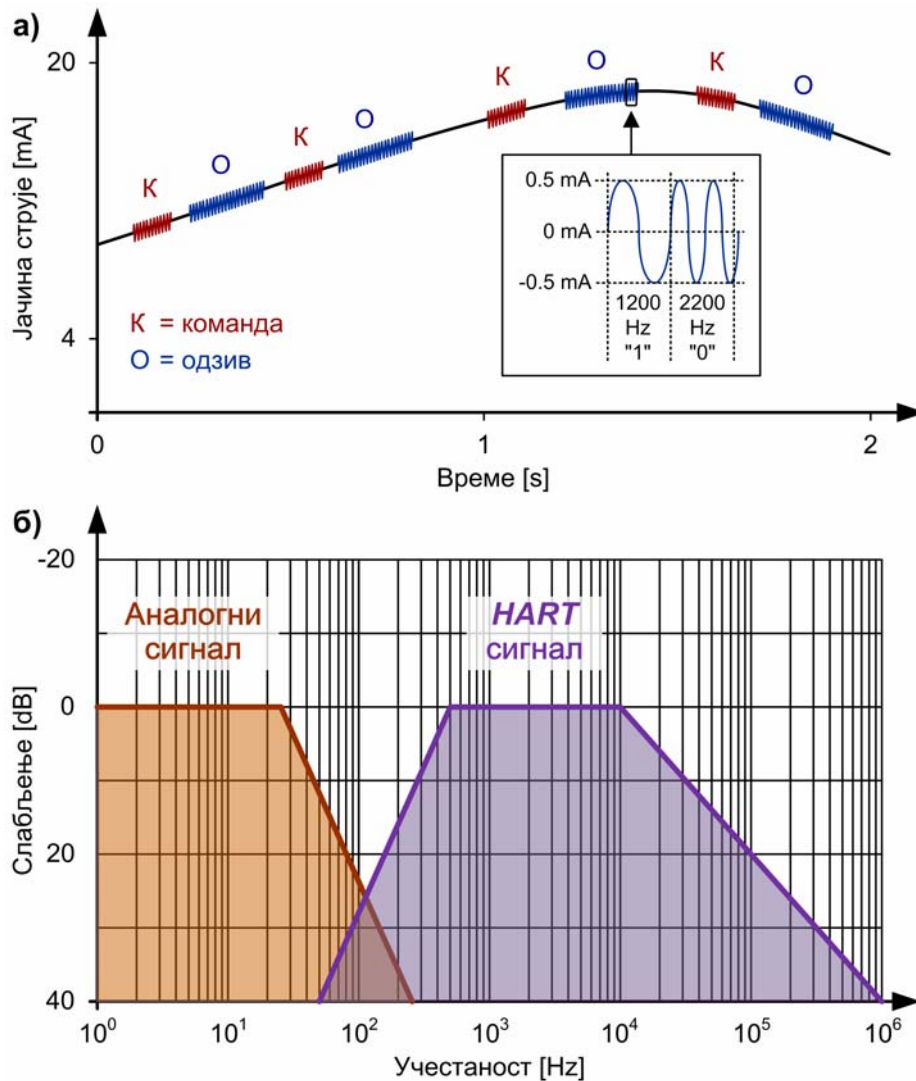 а)
Јачина струје [mA]
20
4
К
О
К
О
К
О
К
О
К = команда
О = одзив
0.5 mA
0 mA
-0.5 mA
1200
Hz
"1"
2200
Hz
"0"
0
1
2
Време [s]
б)
Слабљење [dB]
-20
0
20
40
Аналогни
сигнал
HART
сигнал
10⁰
10¹
10²
10³
10⁴
10⁵
10⁶
Учестаност [Hz]